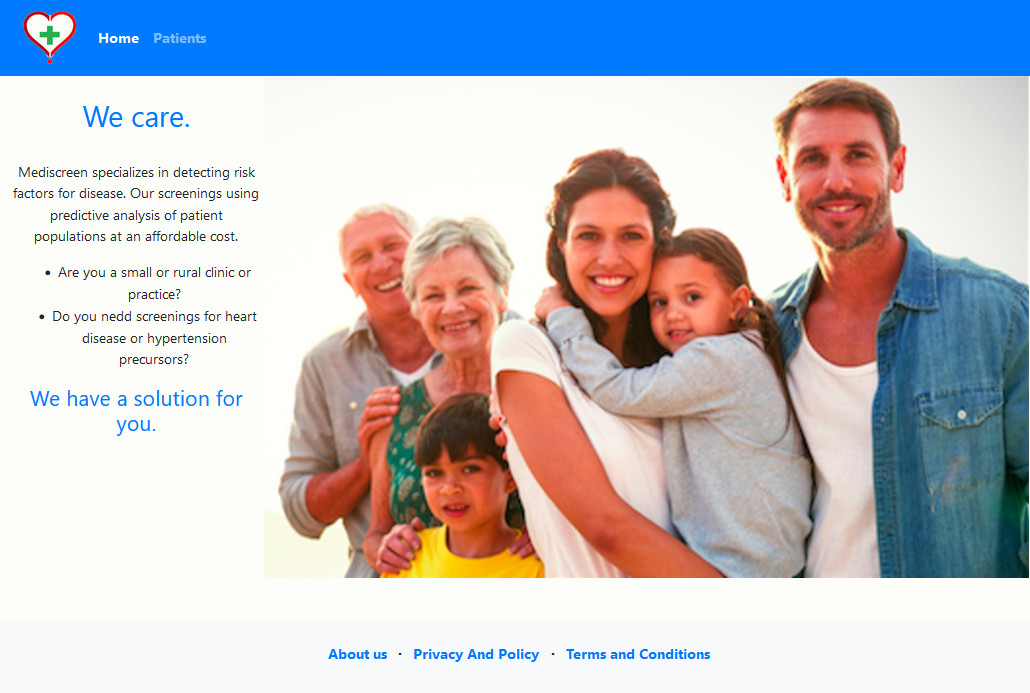 Home Patients
We care.
Mediscreen specializes in detecting risk
factors for disease. Our screenings using
predictive analysis of patient
populations at an affordable cost.
• Are you a small or rural clinic or
practice?
• Do you nedd screenings for heart
disease or hypertension
precursors?
We have a solution for
you.
About us · Privacy And Policy · Terms and Conditions